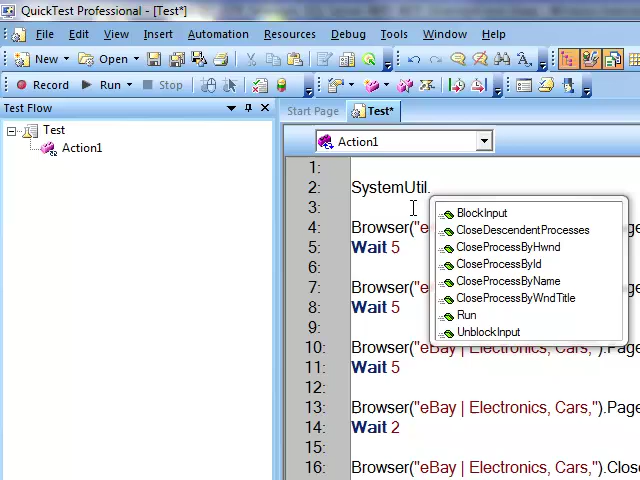 QuickTest Professional - [Test*]
File Edit View Insert Automation Resources Debug Tools Window Help
New Open
Record Run Stop
Test Flow
Start Page Test*
Test
Action1
Action1
1:
2: SystemUtil.
3:
BlockInput
CloseDescendentProcesses
CloseProcessByHwnd
CloseProcessById
CloseProcessByName
CloseProcessByWndTitle
Run
UnblockInput
4: Browser("e
5: Wait 5
6:
7: Browser("e
8: Wait 5
9:
10: Browser("eBay | Electronics, Cars,").Page
11: Wait 5
12:
13: Browser("eBay | Electronics, Cars,").Page
14: Wait 2
15:
16: Browser("eBay | Electronics, Cars,").Close